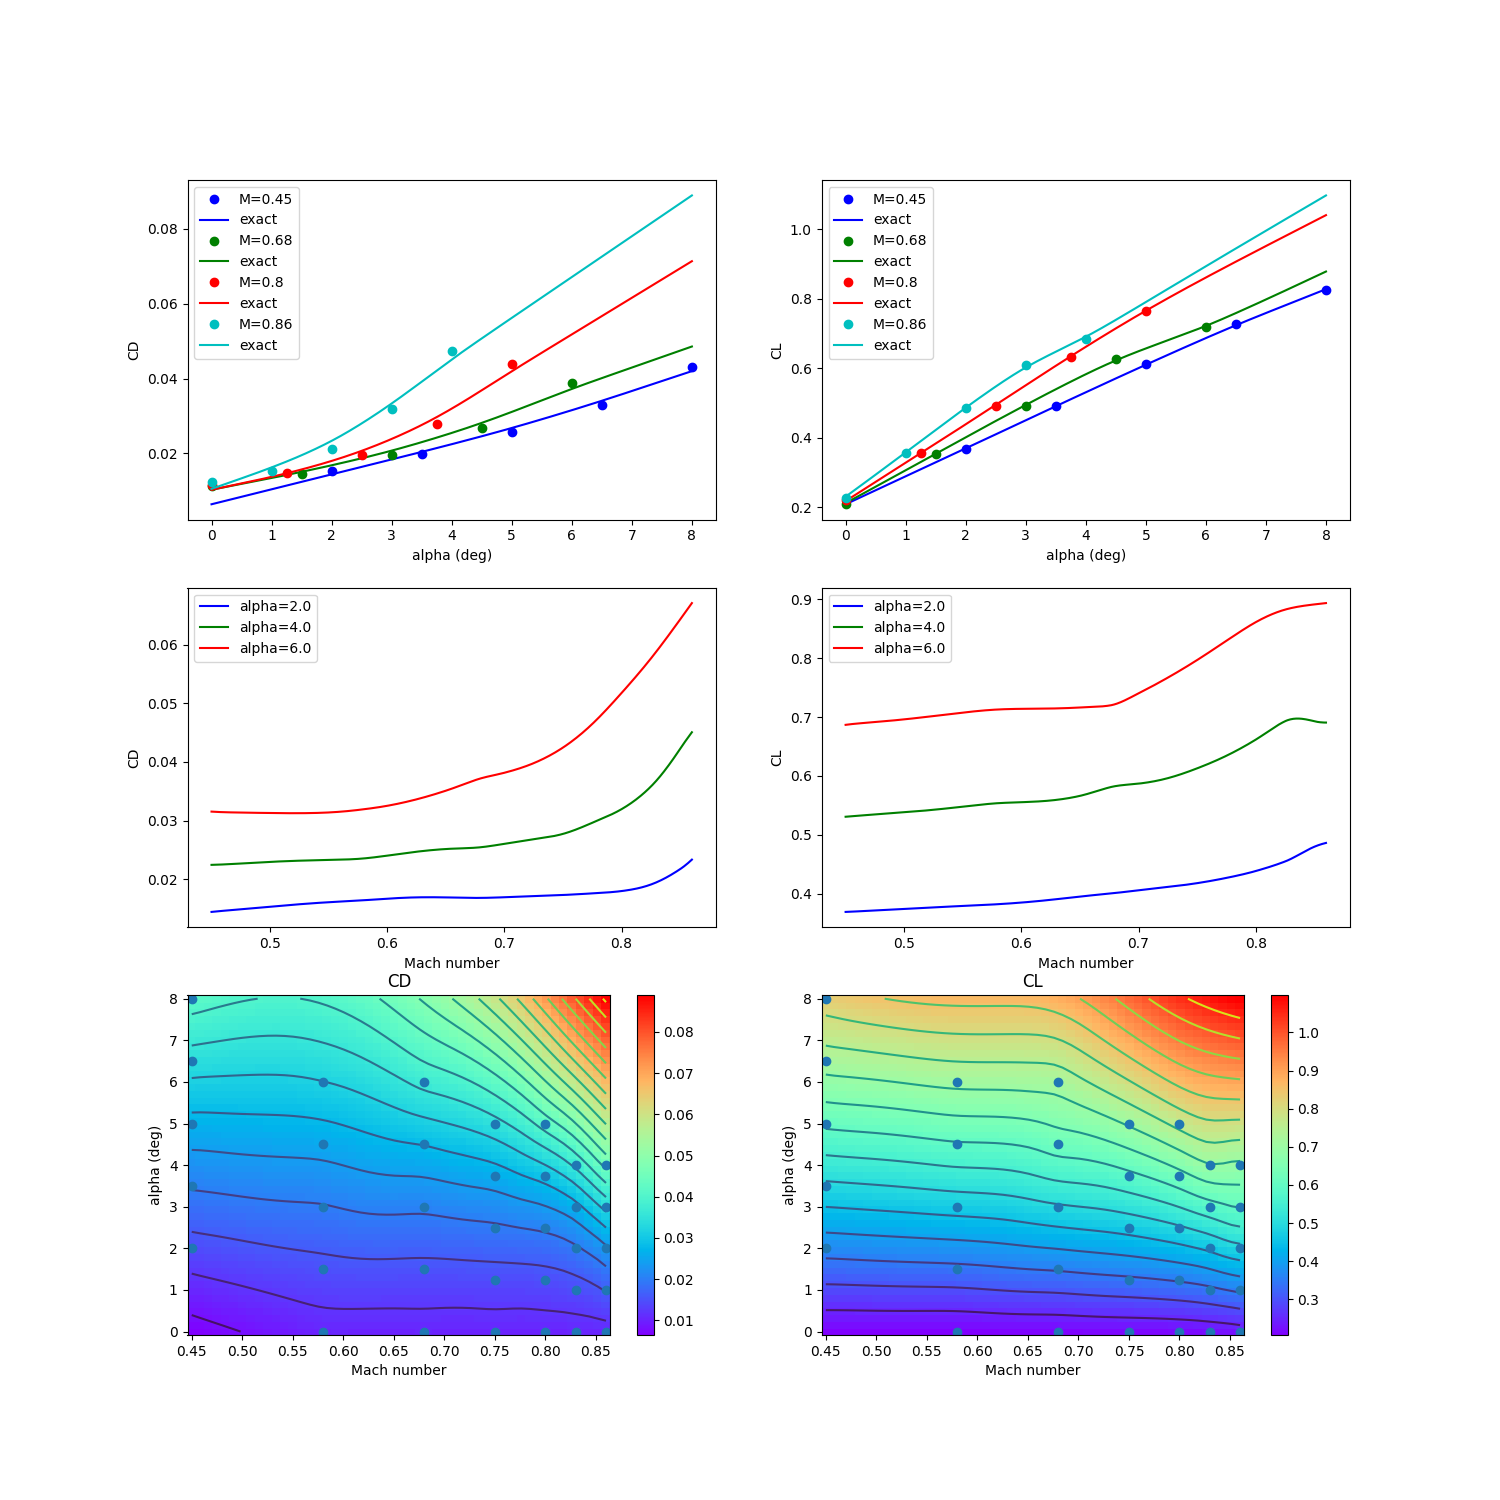 M=0.45
exact
M=0.68
exact
M=0.8
exact
M=0.86
exact
0.08
0.06
0.04
0.02
CD
0 1 2 3 4 5 6 7 8
alpha (deg)
M=0.45
exact
M=0.68
exact
M=0.8
exact
M=0.86
exact
1.0
0.8
0.6
0.4
0.2
CL
0 1 2 3 4 5 6 7 8
alpha (deg)
alpha=2.0
alpha=4.0
alpha=6.0
0.06
0.05
0.04
0.03
0.02
CD
0.5 0.6 0.7 0.8
Mach number
alpha=2.0
alpha=4.0
alpha=6.0
0.9
0.8
0.7
0.6
0.5
0.4
CL
0.5 0.6 0.7 0.8
Mach number
CD
8
7
6
5
4
3
2
1
0
alpha (deg)
0.45 0.50 0.55 0.60 0.65 0.70 0.75 0.80 0.85
Mach number
0.08
0.07
0.06
0.05
0.04
0.03
0.02
0.01
CL
8
7
6
5
4
3
2
1
0
alpha (deg)
0.45 0.50 0.55 0.60 0.65 0.70 0.75 0.80 0.85
Mach number
1.0
0.9
0.8
0.7
0.6
0.5
0.4
0.3